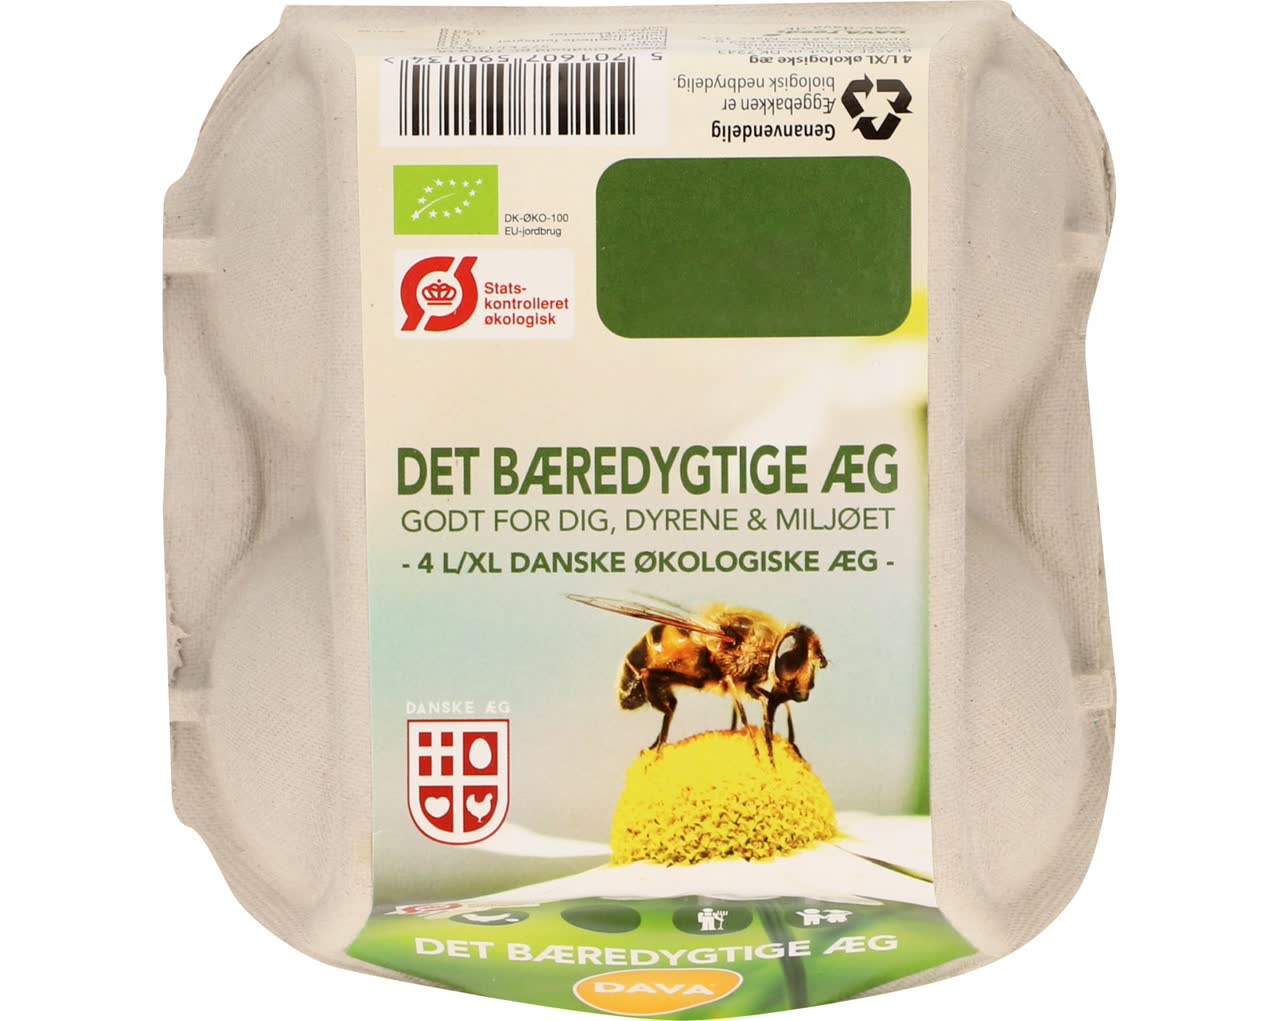 5 701607 590134 >
4 L/XL økologiske æg
Genanvendelig
Æggebakken er
biologisk nedbrydelig.
DK-ØKO-100
EU-jordbrug
Stats-
kontrolleret
økologisk
DET BÆREDYGTIGE ÆG
GODT FOR DIG, DYRENE & MILJØET
- 4 L/XL DANSKE ØKOLOGISKE ÆG -
DANSKE ÆG
DET BÆREDYGTIGE ÆG
DAVA